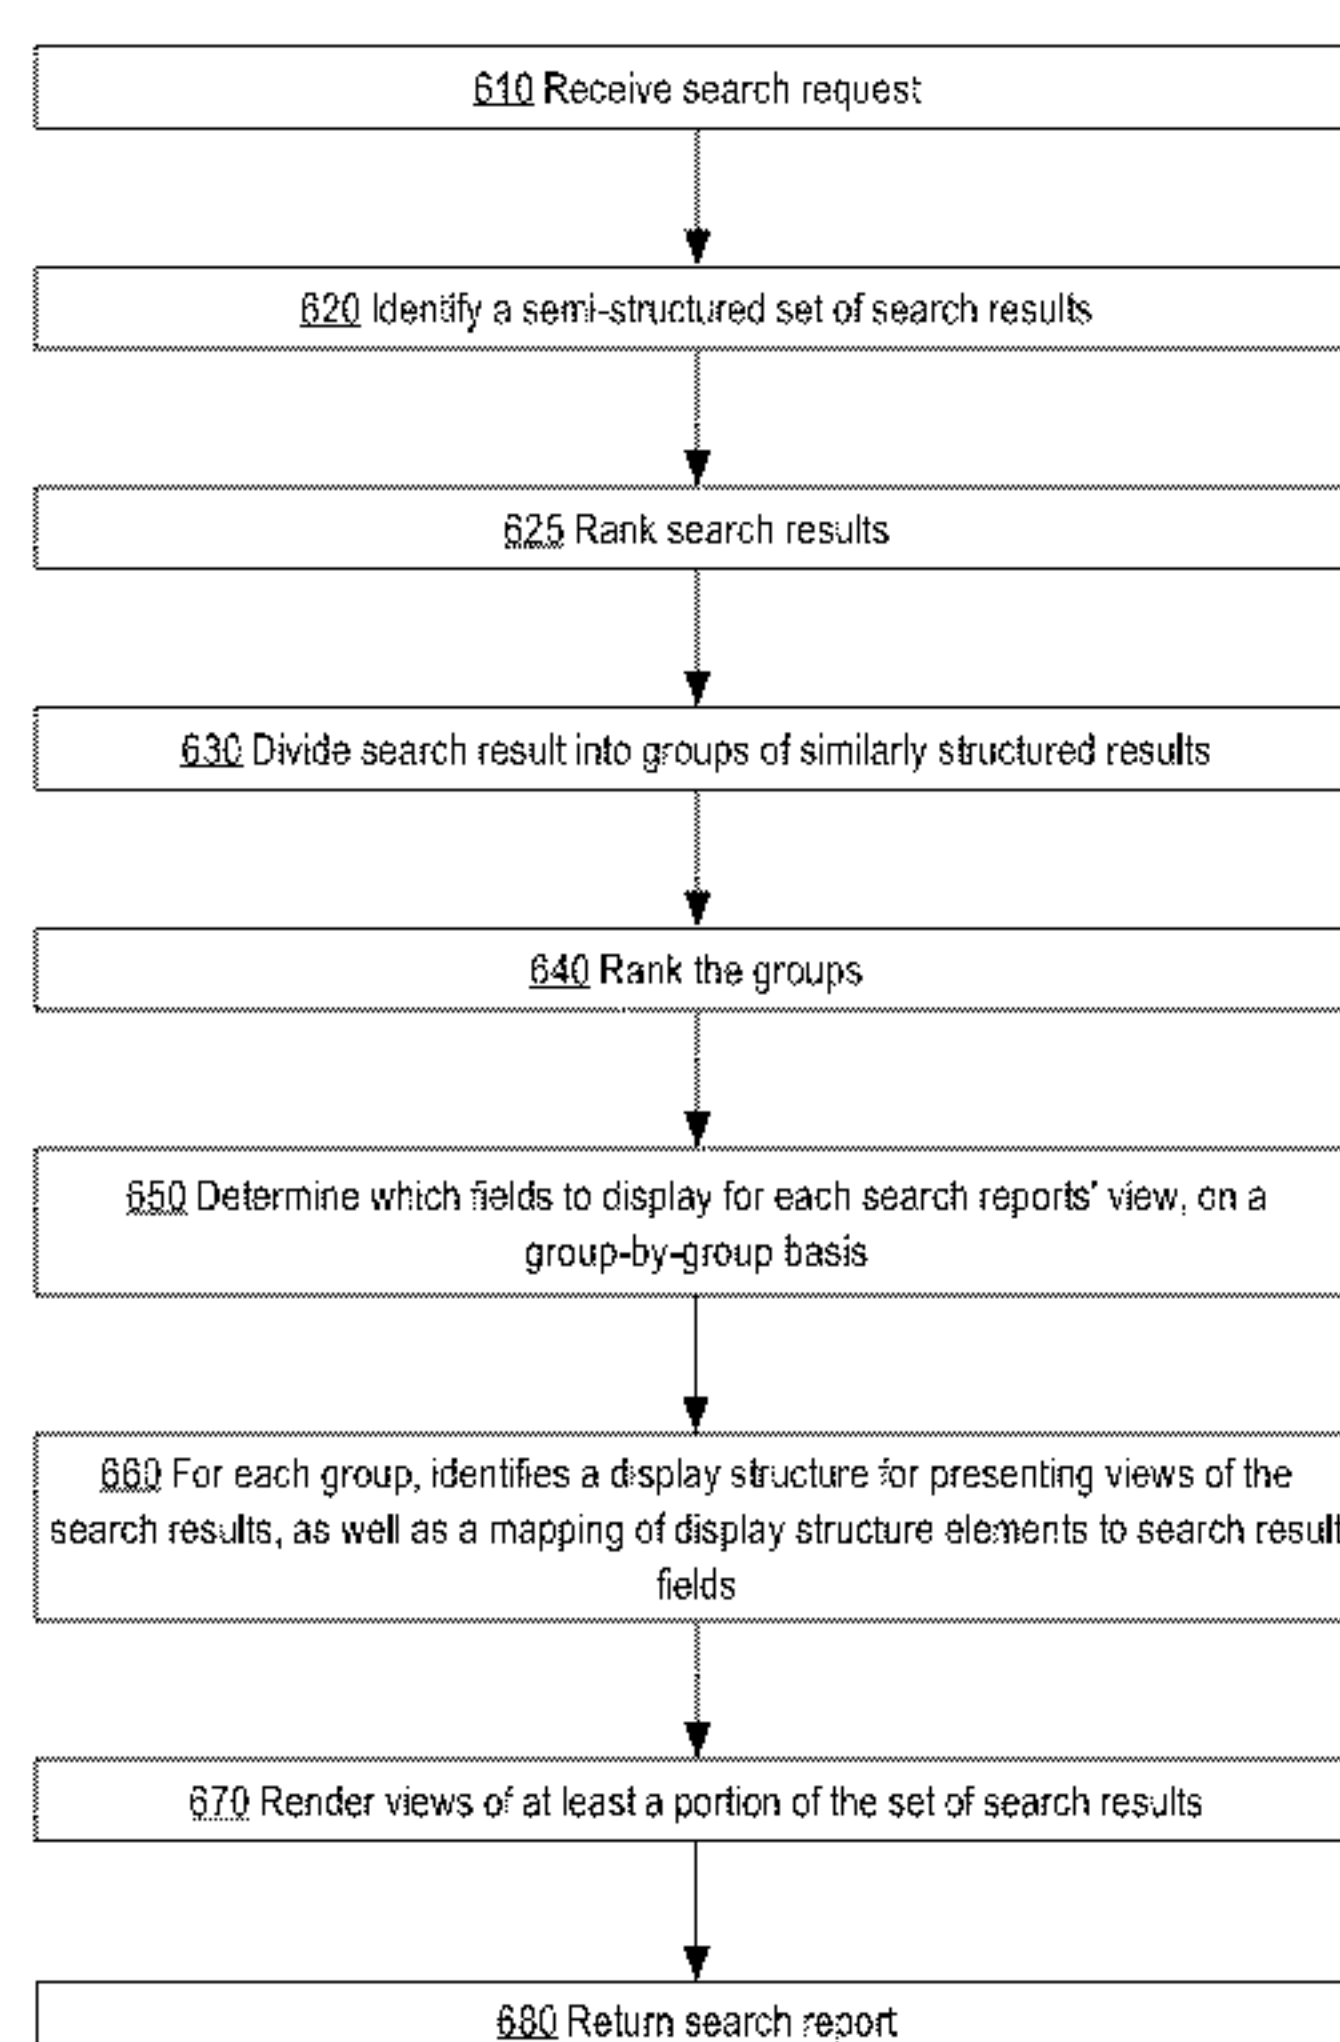 610 Receive search request
620 Identify a semi-structured set of search results
625 Rank search results
630 Divide search result into groups of similarly structured results
640 Rank the groups
650 Determine which fields to display for each search reports' view, on a
group-by-group basis
660 For each group, identifies a display structure for presenting views of the
search results, as well as a mapping of display structure elements to search result
fields
670 Render views of at least a portion of the set of search results
680 Return search report